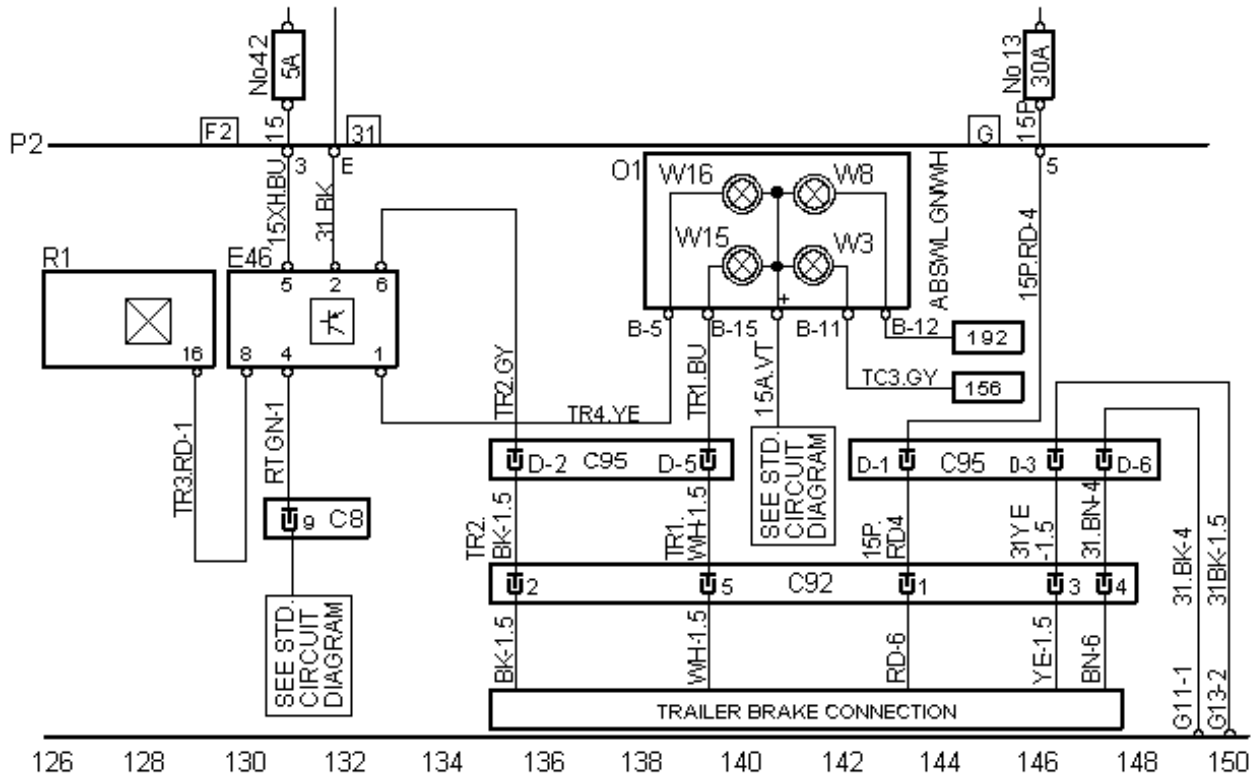 No42
5A
No13
30A
F2
15
31
G
15P
P2
3
E
5
O1
W16
W8
W15
W3
+
15XH.BU
31.BK
ABSWL.GN/WH
15P.RD-4
R1
E46
5
2
6
16
8
4
1
B-5
B-15
B-11
B-12
192
156
TC3.GY
TR3.RD-1
RT GN-1
TR2.GY
TR4.YE
TR1.BU
15A.VT
D-2
C95
D-5
D-1
C95
D-3
D-6
SEE STD.
CIRCUIT
DIAGRAM
9
C8
TR2.
BK-1.5
TR1.
WH-1.5
15P.
RD4
31YE
-1.5
31.BN-4
31.BK-4
31BK-1.5
2
5
C92
1
3
4
SEE STD.
CIRCUIT
DIAGRAM
BK-1.5
WH-1.5
RD-6
YE-1.5
BN-6
G11-1
G13-2
TRAILER BRAKE CONNECTION
126 128 130 132 134 136 138 140 142 144 146 148 150